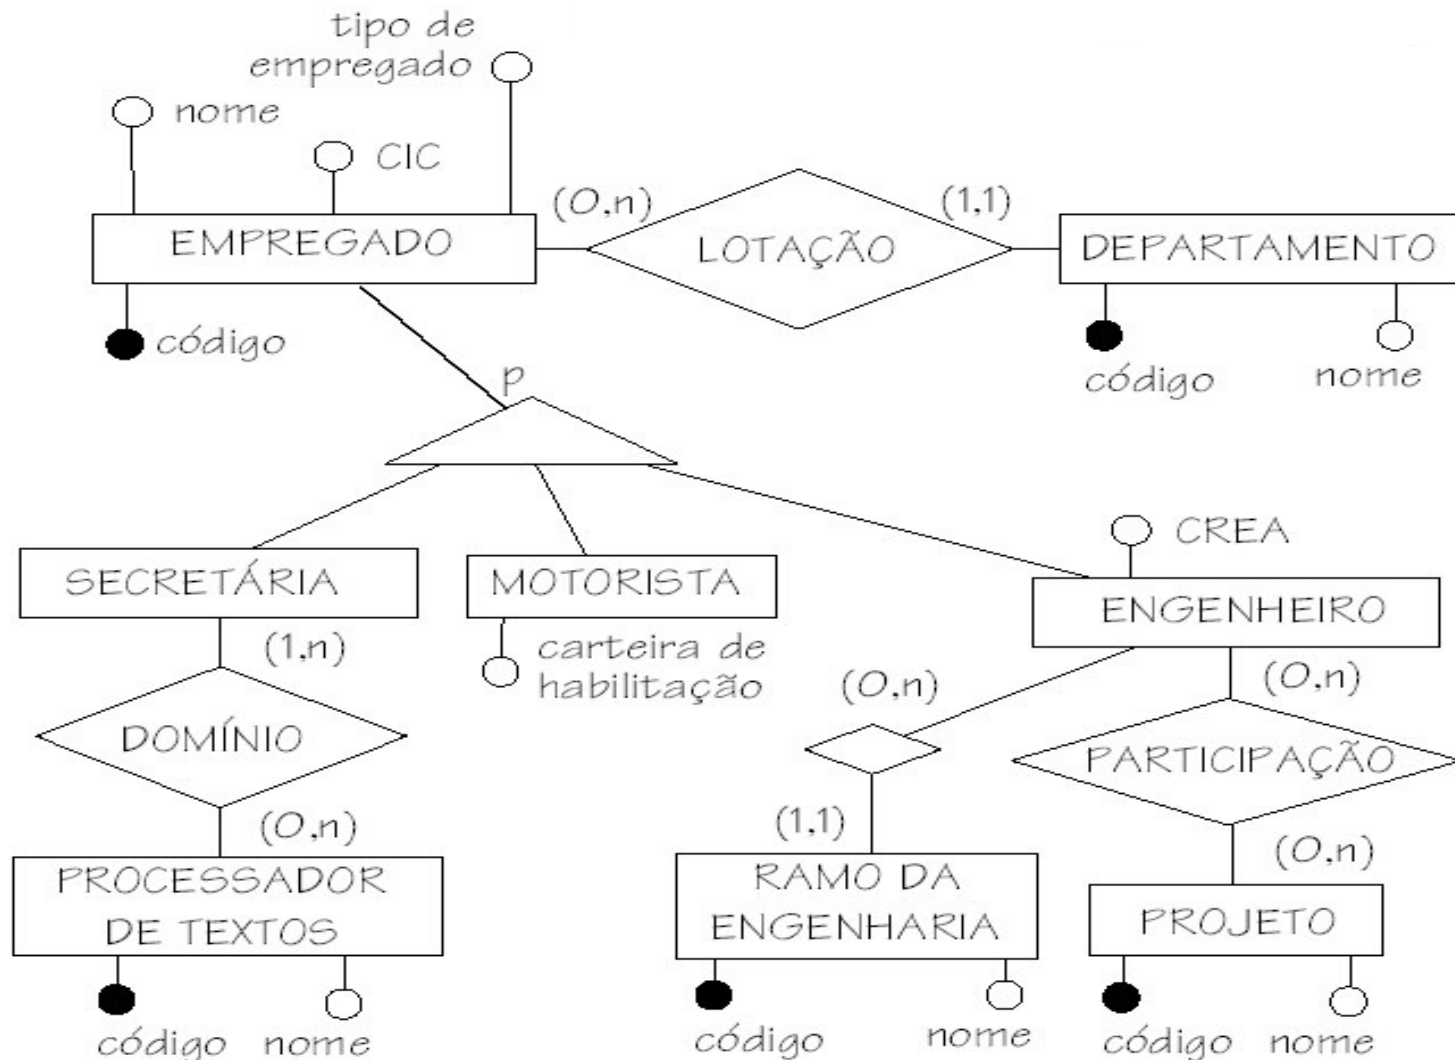 tipo de
empregado
nome
CIC
(0,n)
(1,1)
EMPREGADO
LOTAÇÃO
DEPARTAMENTO
código
código
nome
p
CREA
SECRETÁRIA
MOTORISTA
ENGENHEIRO
(1,n)
carteira de
habilitação
(0,n)
(0,n)
DOMÍNIO
PARTICIPAÇÃO
(0,n)
(1,1)
(0,n)
PROCESSADOR
DE TEXTOS
RAMO DA
ENGENHARIA
PROJETO
código
nome
código
nome
código
nome